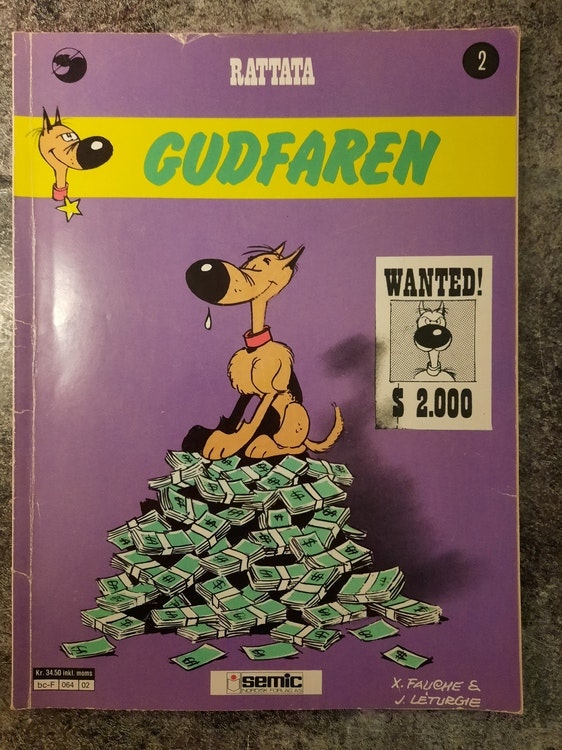 RATTATA
2
GUDFAREN
WANTED!
$ 2.000
Kr. 34.50 inkl. moms
bc-F 064 02
semic
NORDISK FORLAG AS
X. FAUCHE &
J. LETURGIE